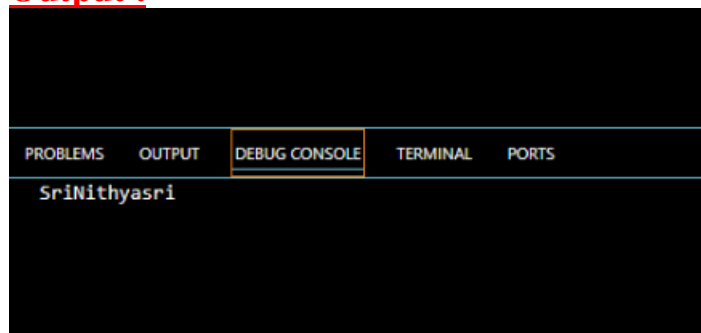 Output :
PROBLEMS OUTPUT DEBUG CONSOLE TERMINAL PORTS
SriNithyasri